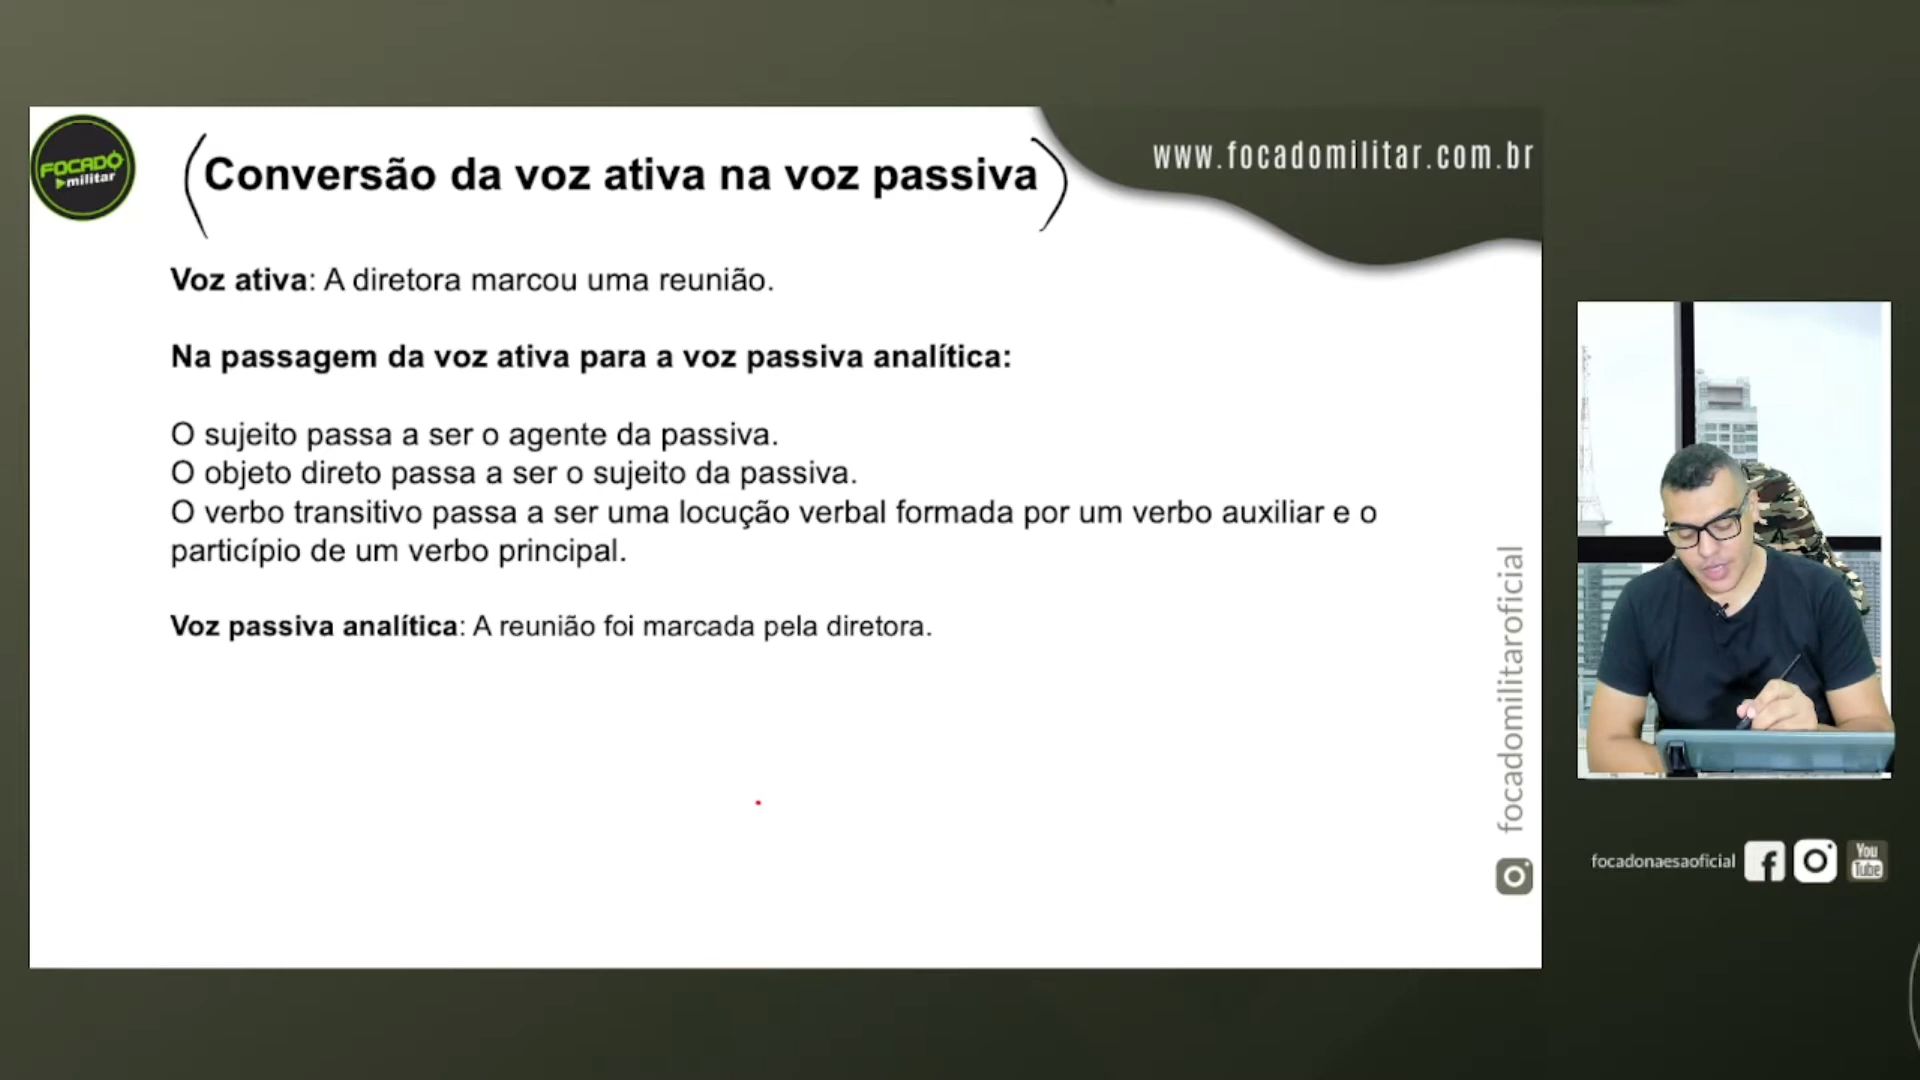 FOCADO
militar
Conversão da voz ativa na voz passiva
www.focadomilitar.com.br
Voz ativa: A diretora marcou uma reunião.
Na passagem da voz ativa para a voz passiva analítica:
O sujeito passa a ser o agente da passiva.
O objeto direto passa a ser o sujeito da passiva.
O verbo transitivo passa a ser uma locução verbal formada por um verbo auxiliar e o
particípio de um verbo principal.
Voz passiva analítica: A reunião foi marcada pela diretora.
focadomilitaroficial
focadonaesaoficial
You
Tube